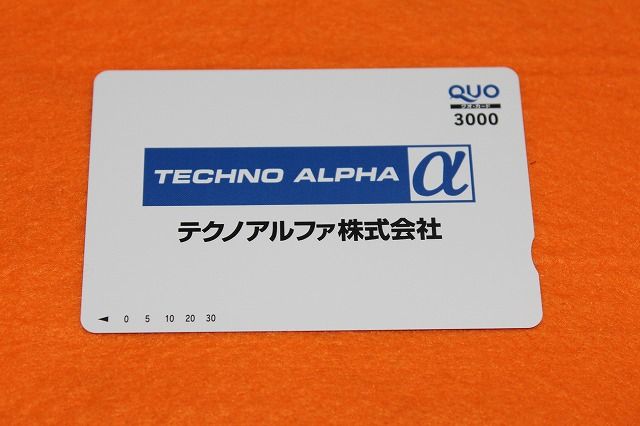 QUO
クオ・カード
3000
TECHNO ALPHA α
テクノアルファ株式会社
0 5 10 20 30